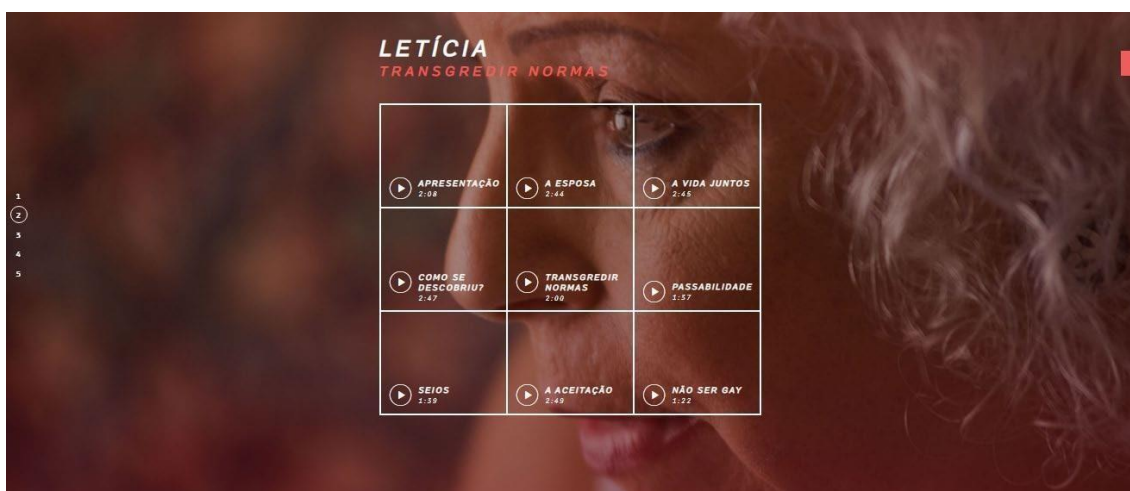 LETÍCIA
TRANSGREDIR NORMAS
1
2
3
4
5
APRESENTAÇÃO
2:08
A ESPOSA
2:44
A VIDA JUNTOS
2:45
COMO SE
DESCOBRIU?
2:47
TRANSGREDIR
NORMAS
2:00
PASSABILIDADE
1:57
SEIOS
1:39
A ACEITAÇÃO
2:49
NÃO SER GAY
1:22